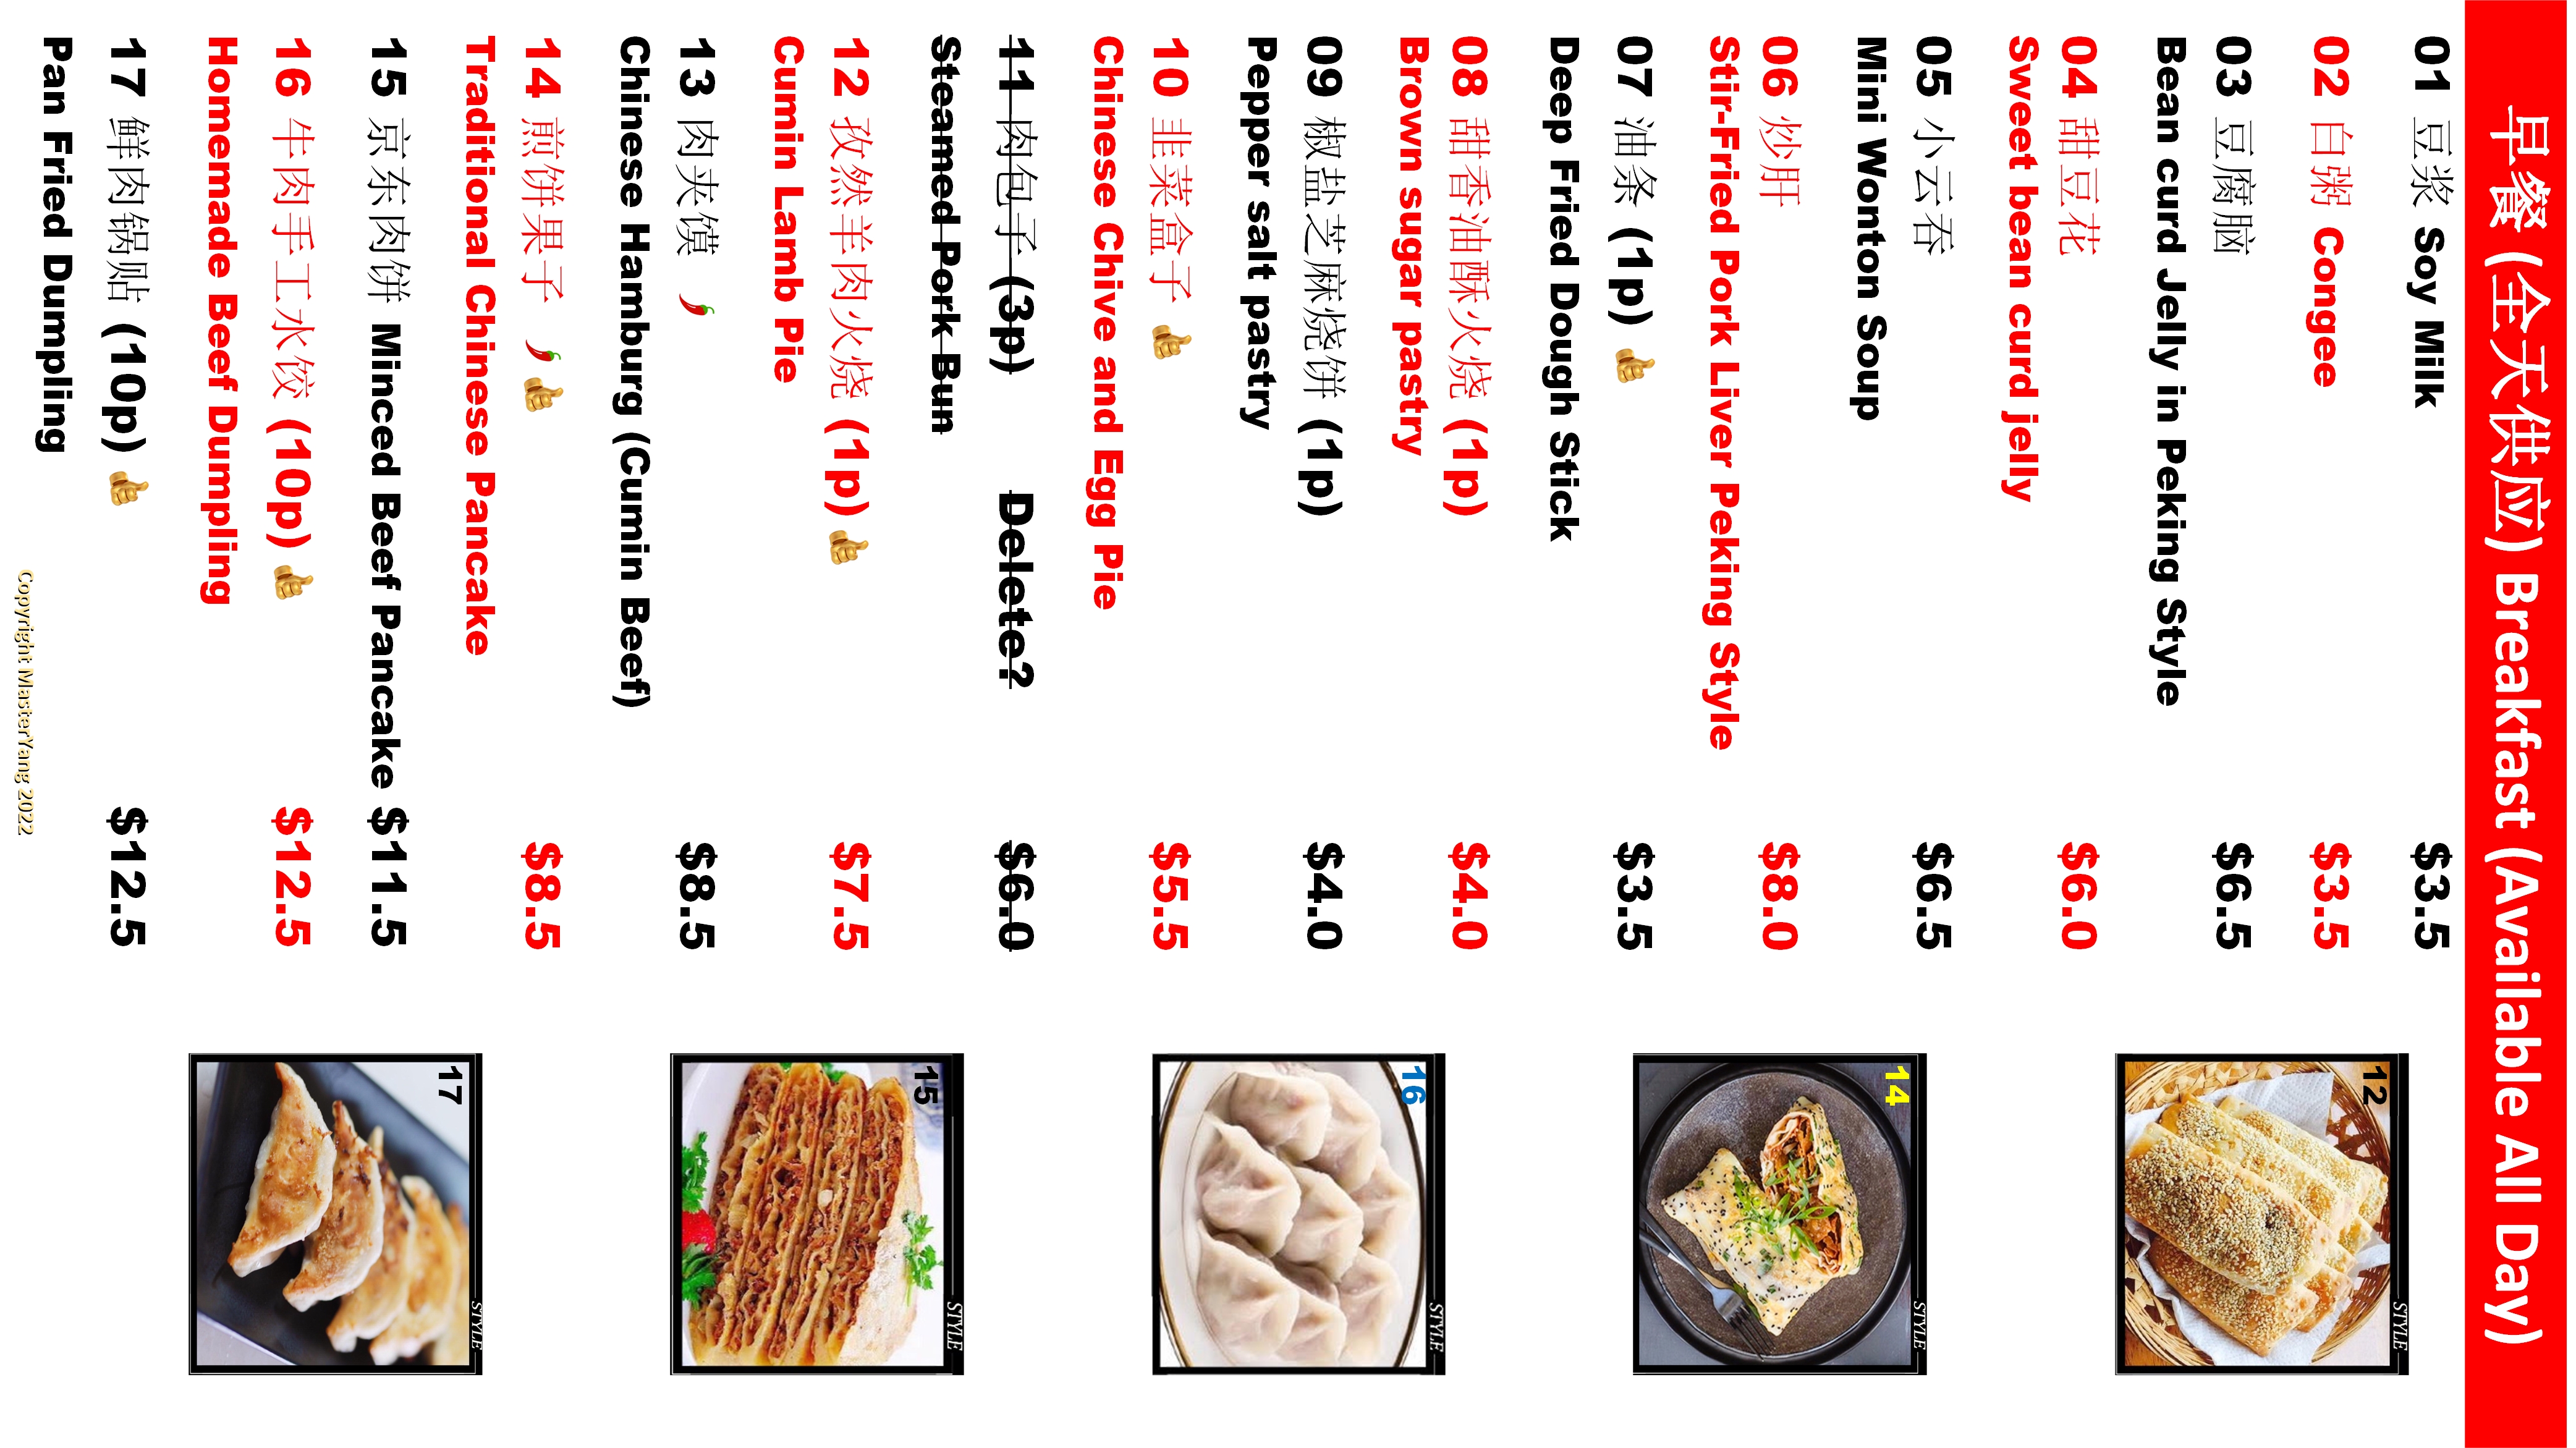 早餐 (全天供应) Breakfast (Available All Day)
01 豆浆 Soy Milk $3.5
02 白粥 Congee $3.5
03 豆腐脑 $6.5
Bean curd Jelly in Peking Style
04 甜豆花 $6.0
Sweet bean curd jelly
05 小云吞 $6.5
Mini Wonton Soup
06 炒肝 $8.0
Stir-Fried Pork Liver Peking Style
07 油条 (1p) 👍 $3.5
Deep Fried Dough Stick
08 甜香油酥火烧 (1p) $4.0
Brown sugar pastry
09 椒盐芝麻烧饼 (1p) $4.0
Pepper salt pastry
10 韭菜盒子 👍 $5.5
Chinese Chive and Egg Pie
11 肉包子 (3p) Delete? $6.0
Steamed Pork Bun
12 孜然羊肉火烧 (1p) 👍 $7.5
Cumin Lamb Pie
13 肉夹馍 🌶 $8.5
Chinese Hamburg (Cumin Beef)
14 煎饼果子 🌶👍 $8.5
Traditional Chinese Pancake
15 京东肉饼 Minced Beef Pancake $11.5
16 牛肉手工水饺 (10p) 👍 $12.5
Homemade Beef Dumpling
17 鲜肉锅贴 (10p) 👍 $12.5
Pan Fried Dumpling
Copyright MasterYang 2022
12
STYLE
14
STYLE
16
STYLE
15
STYLE
17
STYLE